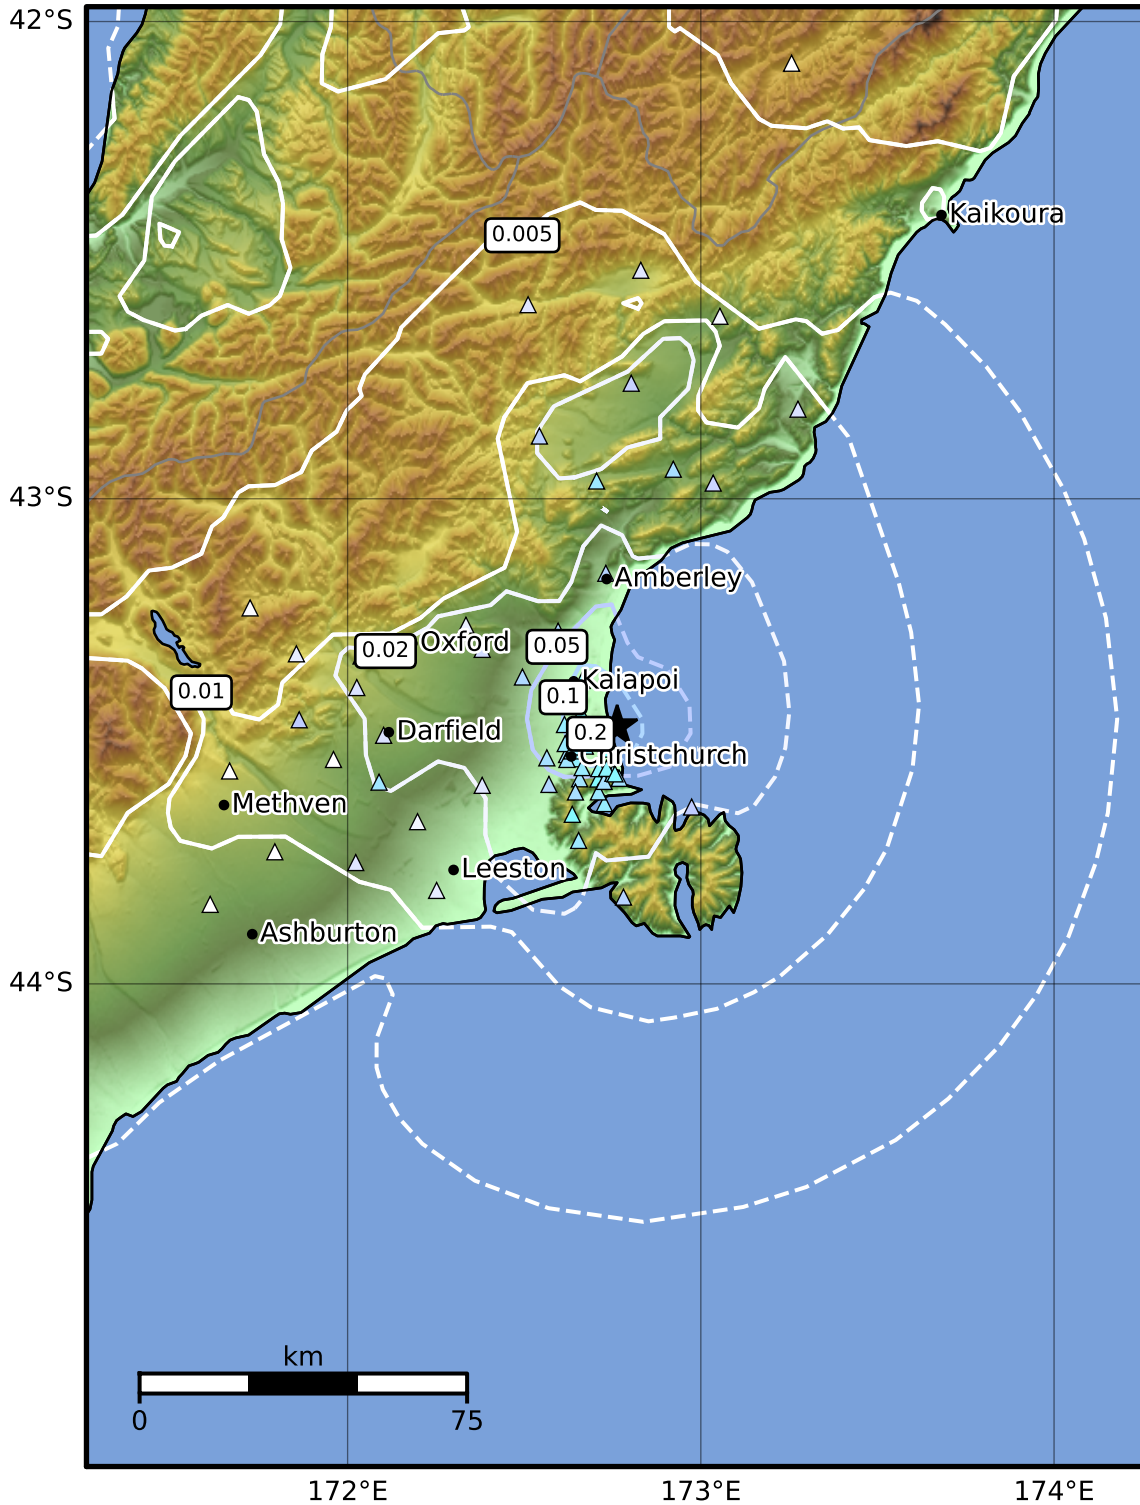 42°S
Kaikoura
0.005
43°S
Amberley
Oxford
0.02
0.05
Kaiapoi
0.01
0.1
Darfield
0.2
Christchurch
Methven
Leeston
Ashburton
44°S
km
0 75
172°E 173°E 174°E